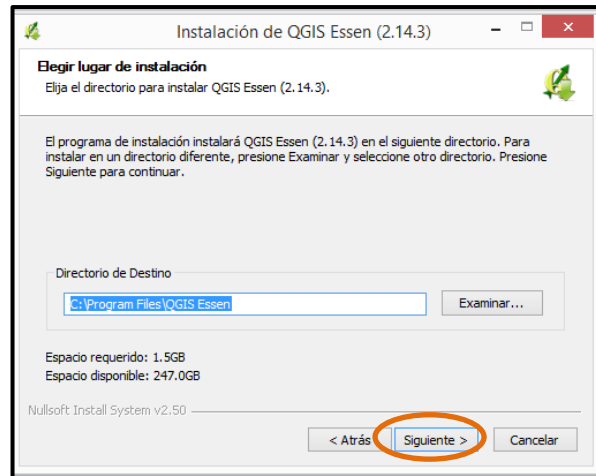 Instalación de QGIS Essen (2.14.3)
Elegir lugar de instalación
Elija el directorio para instalar QGIS Essen (2.14.3).
El programa de instalación instalará QGIS Essen (2.14.3) en el siguiente directorio. Para
instalar en un directorio diferente, presione Examinar y seleccione otro directorio. Presione
Siguiente para continuar.
Directorio de Destino
C:\Program Files\QGIS Essen
Examinar...
Espacio requerido: 1.5GB
Espacio disponible: 247.0GB
Nullsoft Install System v2.50
< Atrás Siguiente > Cancelar